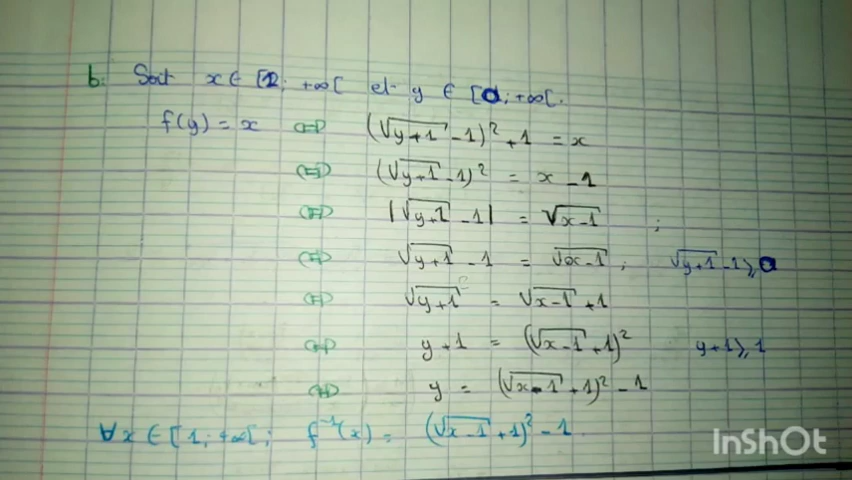 b. Soit x ∈ [1; +∞[ et y ∈ [0; +∞[.
f(y) = x ⇔ (√(y+1) - 1)² + 1 = x
⇔ (√(y+1) - 1)² = x - 1
⇔ |√(y+1) - 1| = √(x-1) ;
⇔ √(y+1) - 1 = √(x-1) ; √(y+1) - 1 ⩾ 0
⇔ √(y+1) = √(x-1) + 1
⇔ y + 1 = (√(x-1) + 1)² y+1 ⩾ 1
⇔ y = (√(x-1) + 1)² - 1
∀x ∈ [1; +∞[; f⁻¹(x) = (√(x-1) + 1)² - 1.
InShOt